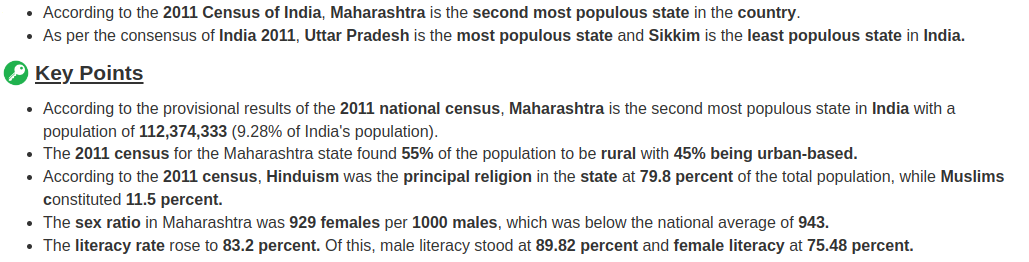 According to the 2011 Census of India, Maharashtra is the second most populous state in the country.
As per the consensus of India 2011, Uttar Pradesh is the most populous state and Sikkim is the least populous state in India.
Key Points
According to the provisional results of the 2011 national census, Maharashtra is the second most populous state in India with a
population of 112,374,333 (9.28% of India's population).
The 2011 census for the Maharashtra state found 55% of the population to be rural with 45% being urban-based.
According to the 2011 census, Hinduism was the principal religion in the state at 79.8 percent of the total population, while Muslims
constituted 11.5 percent.
The sex ratio in Maharashtra was 929 females per 1000 males, which was below the national average of 943.
The literacy rate rose to 83.2 percent. Of this, male literacy stood at 89.82 percent and female literacy at 75.48 percent.